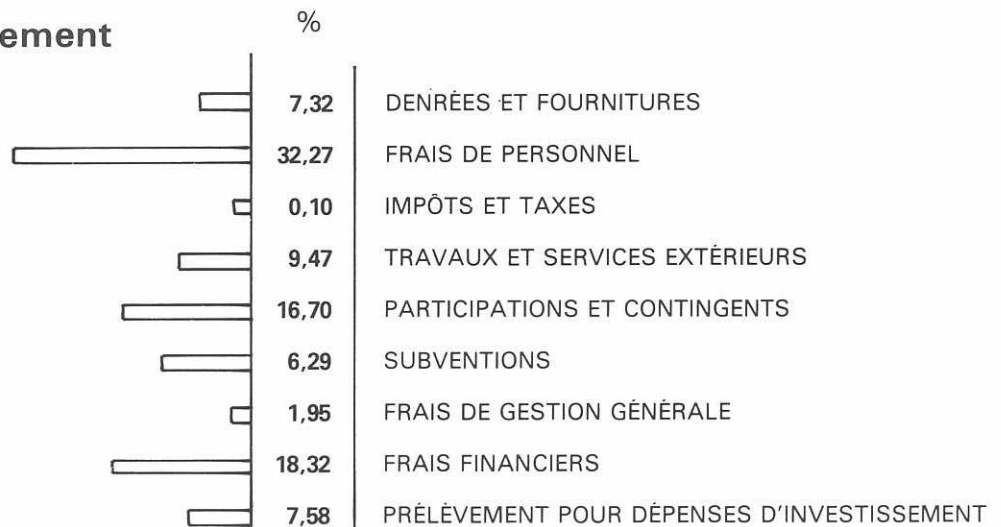 ement
%
7,32 DENRÉES ET FOURNITURES
32,27 FRAIS DE PERSONNEL
0,10 IMPÔTS ET TAXES
9,47 TRAVAUX ET SERVICES EXTÉRIEURS
16,70 PARTICIPATIONS ET CONTINGENTS
6,29 SUBVENTIONS
1,95 FRAIS DE GESTION GÉNÉRALE
18,32 FRAIS FINANCIERS
7,58 PRÉLÈVEMENT POUR DÉPENSES D'INVESTISSEMENT